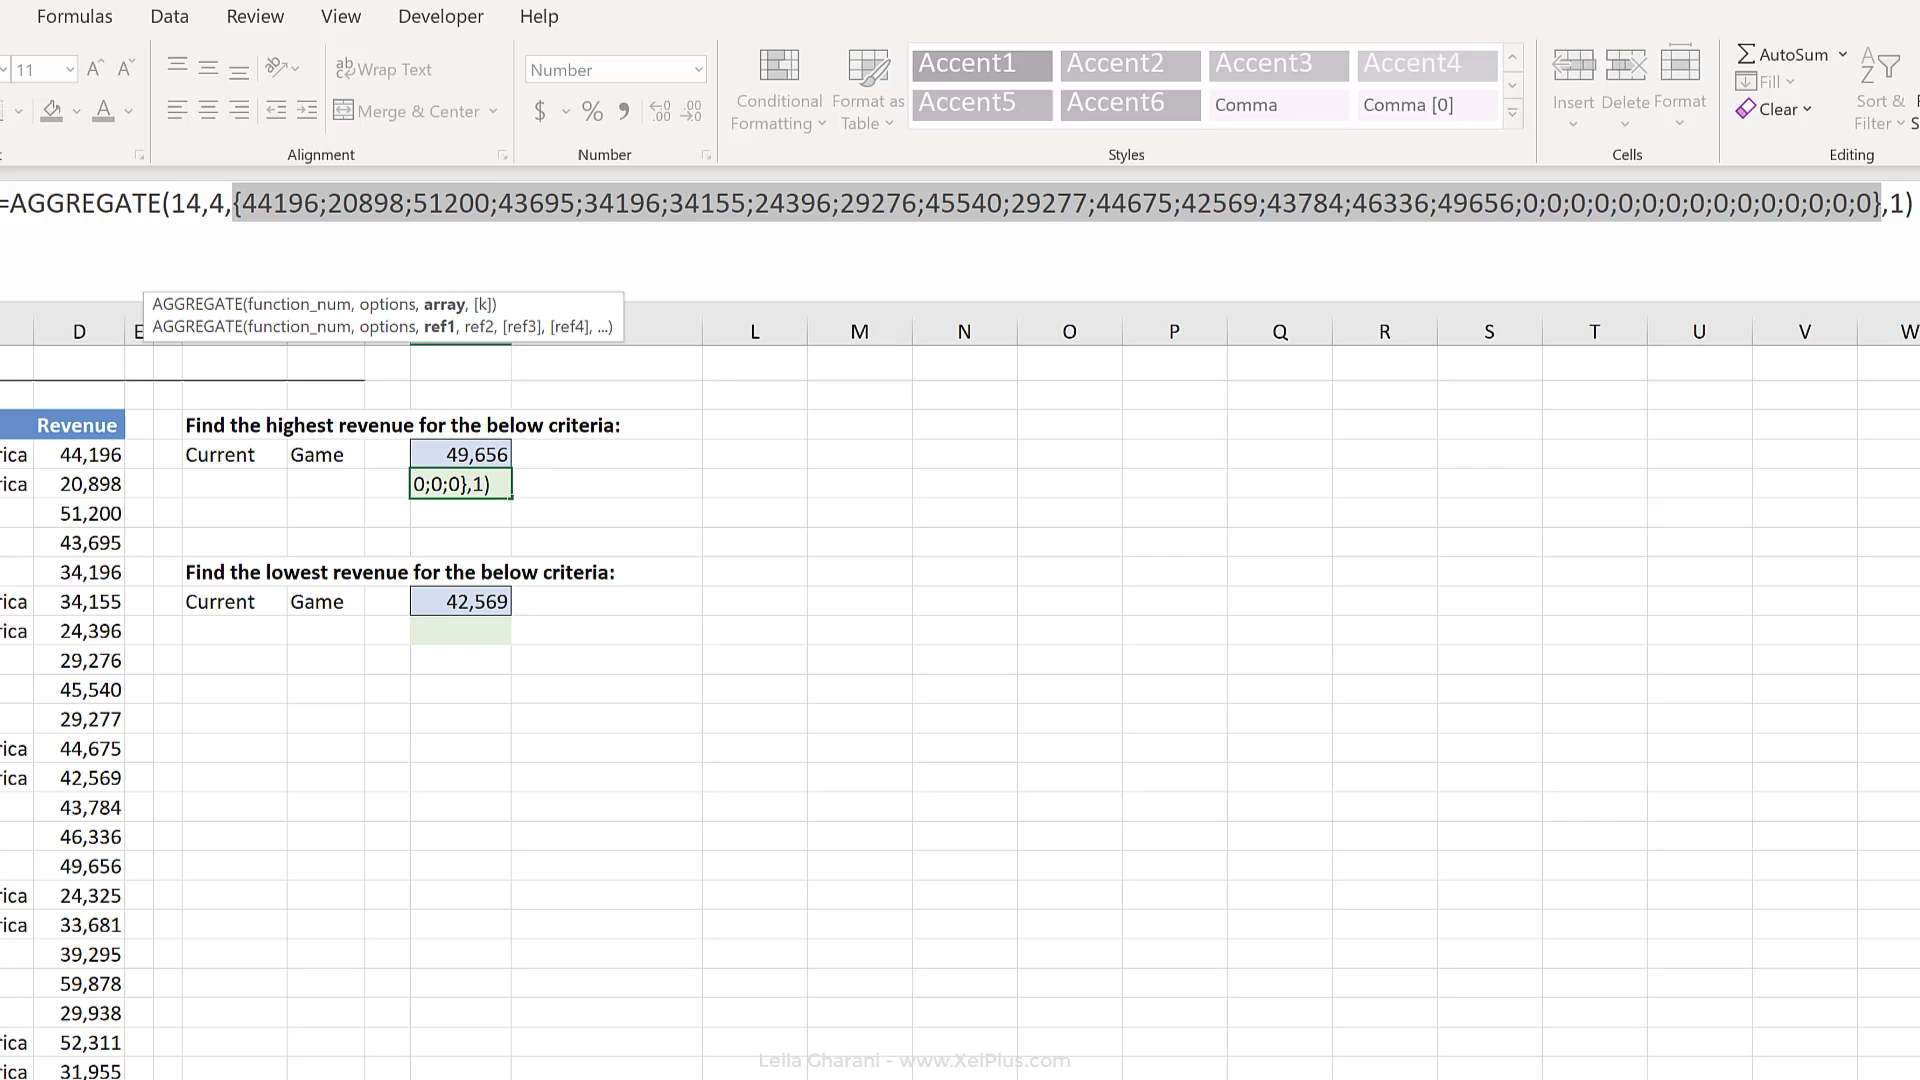 Formulas Data Review View Developer Help
11 Wrap Text Number Conditional Formatting Format as Table Accent1 Accent2 Accent3 Accent4 Insert Delete Format AutoSum
Merge & Center $ % Accent5 Accent6 Comma Comma [0] Fill Clear Sort & Filter
Alignment Number Styles Cells Editing
=AGGREGATE(14,4,{44196;20898;51200;43695;34196;34155;24396;29276;45540;29277;44675;42569;43784;46336;49656;0;0;0;0;0;0;0;0;0;0;0;0;0;0;0},1)
AGGREGATE(function_num, options, array, [k])
AGGREGATE(function_num, options, ref1, ref2, [ref3], [ref4], ...)
D E L M N O P Q R S T U V W
Revenue Find the highest revenue for the below criteria:
rica 44,196 Current Game 49,656
rica 20,898 0;0;0},1)
51,200
43,695
34,196 Find the lowest revenue for the below criteria:
rica 34,155 Current Game 42,569
rica 24,396
29,276
45,540
29,277
rica 44,675
rica 42,569
43,784
46,336
49,656
rica 24,325
rica 33,681
39,295
59,878
29,938
rica 52,311
rica 31,955
Leila Gharani - www.XelPlus.com